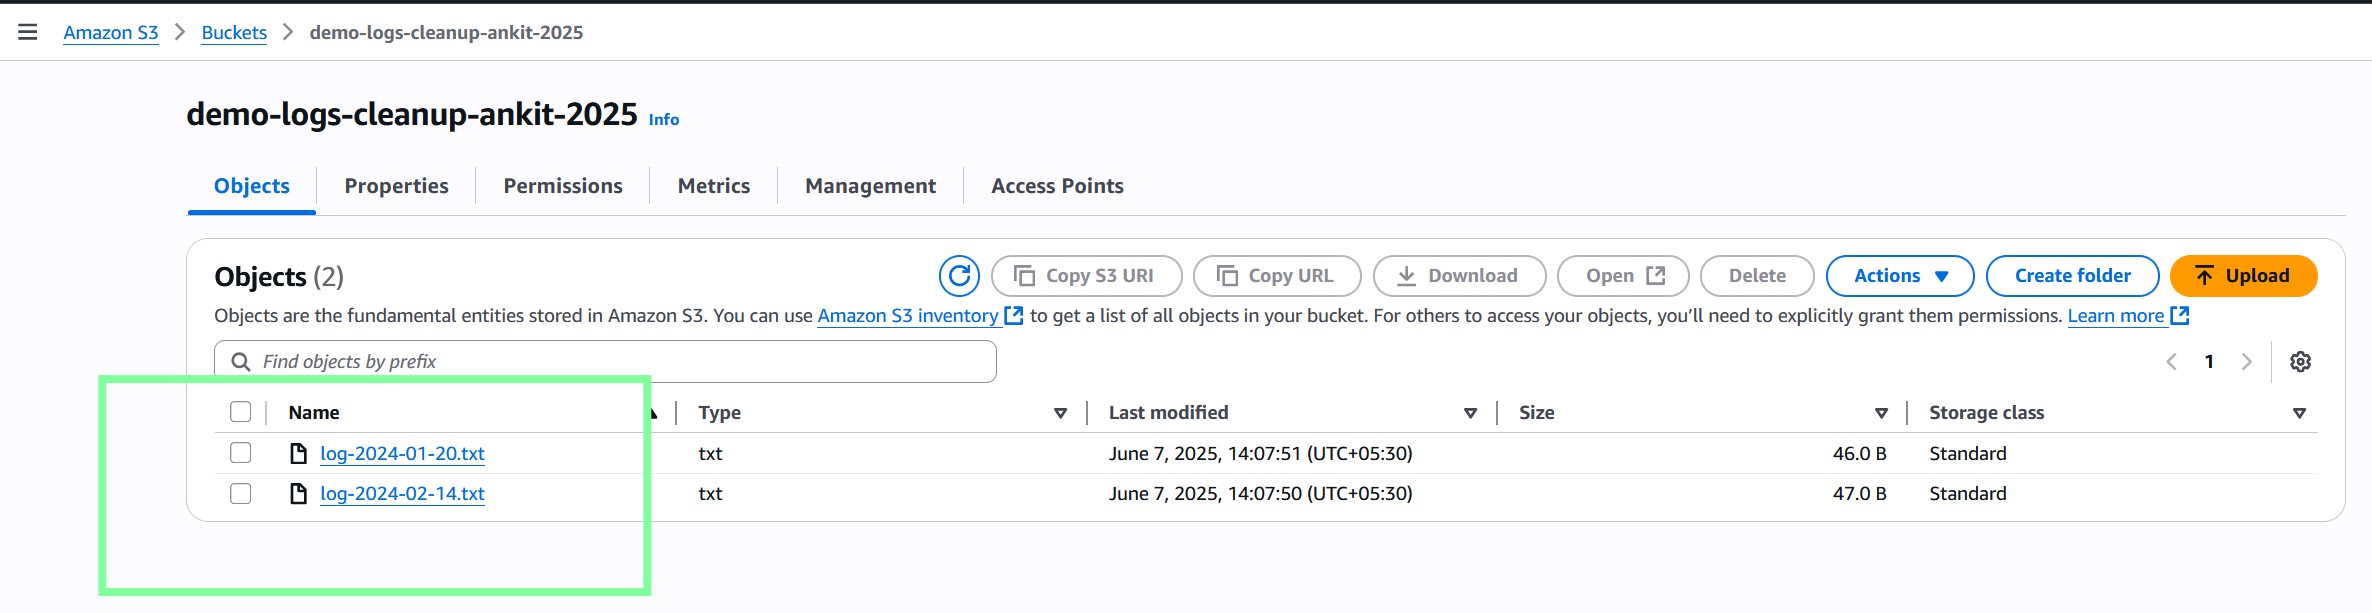 Amazon S3 > Buckets > demo-logs-cleanup-ankit-2025
demo-logs-cleanup-ankit-2025 Info
Objects Properties Permissions Metrics Management Access Points
Objects (2) Copy S3 URI Copy URL Download Open Delete Actions Create folder Upload
Objects are the fundamental entities stored in Amazon S3. You can use Amazon S3 inventory to get a list of all objects in your bucket. For others to access your objects, you’ll need to explicitly grant them permissions. Learn more
Find objects by prefix 1
Name Type Last modified Size Storage class
log-2024-01-20.txt txt June 7, 2025, 14:07:51 (UTC+05:30) 46.0 B Standard
log-2024-02-14.txt txt June 7, 2025, 14:07:50 (UTC+05:30) 47.0 B Standard